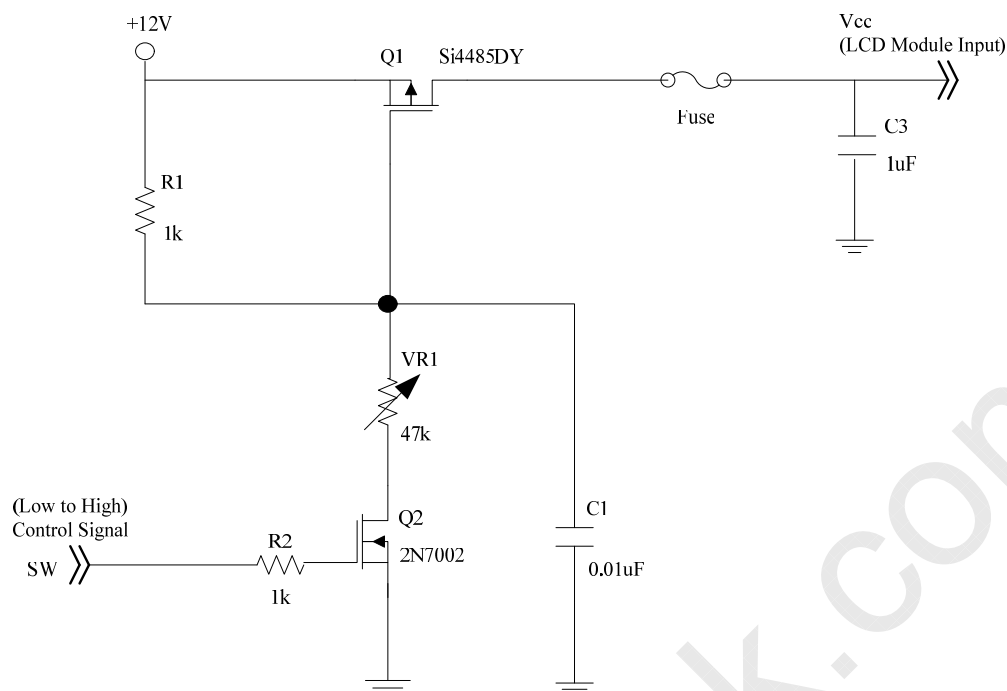 +12V
Vcc
(LCD Module Input)
Q1
Si4485DY
Fuse
C3
1uF
R1
1k
VR1
47k
(Low to High)
Control Signal
SW
R2
1k
Q2
2N7002
C1
0.01uF
k.com